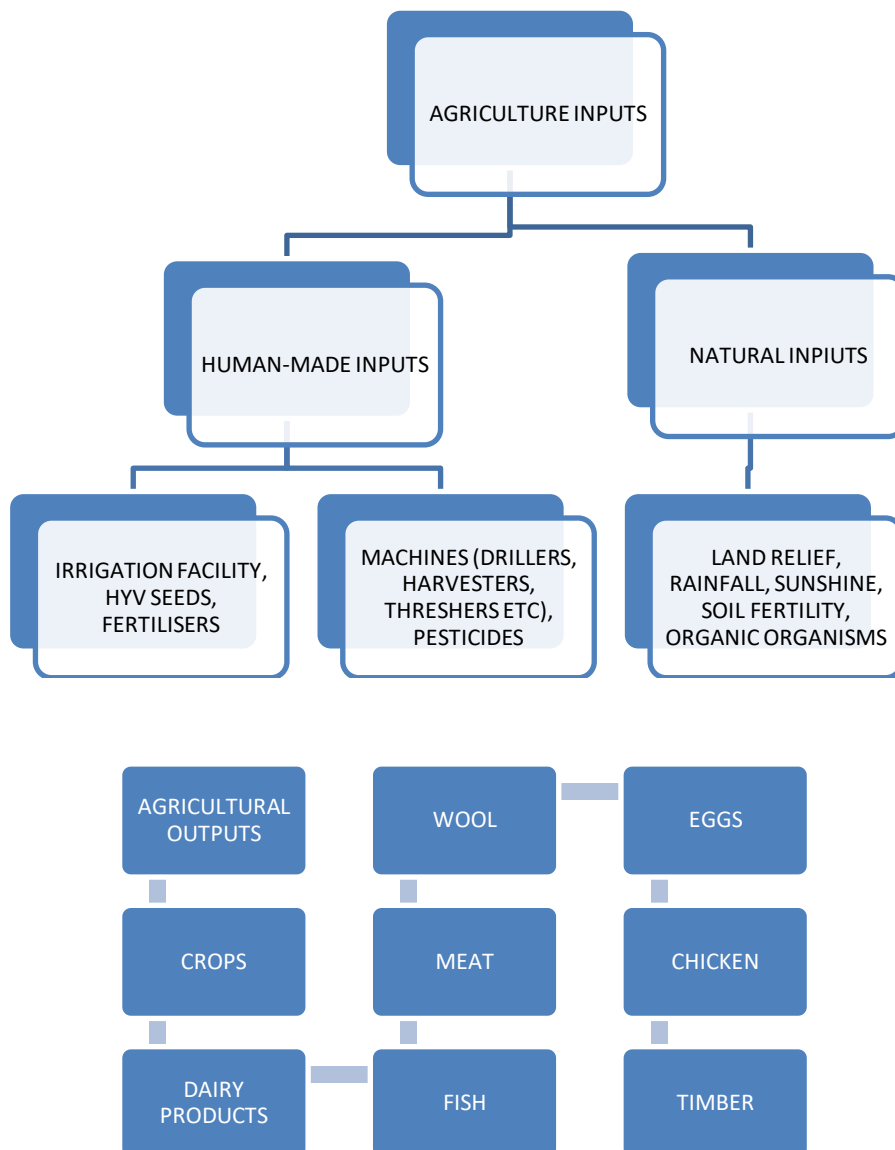 AGRICULTURE INPUTS
HUMAN-MADE INPUTS
NATURAL INPIUTS
IRRIGATION FACILITY,
HYV SEEDS,
FERTILISERS
MACHINES (DRILLERS,
HARVESTERS,
THRESHERS ETC),
PESTICIDES
LAND RELIEF,
RAINFALL, SUNSHINE,
SOIL FERTILITY,
ORGANIC ORGANISMS
AGRICULTURAL
OUTPUTS
CROPS
DAIRY
PRODUCTS
FISH
MEAT
WOOL
EGGS
CHICKEN
TIMBER